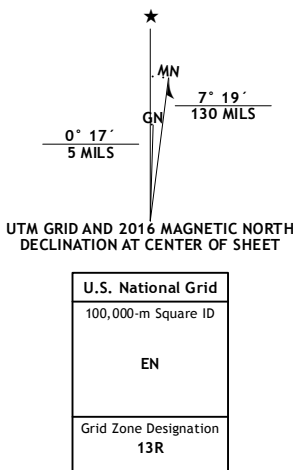 ★
MN
GN
7° 19´
130 MILS
0° 17´
5 MILS
UTM GRID AND 2016 MAGNETIC NORTH
DECLINATION AT CENTER OF SHEET
U.S. National Grid
100,000-m Square ID
EN
Grid Zone Designation
13R